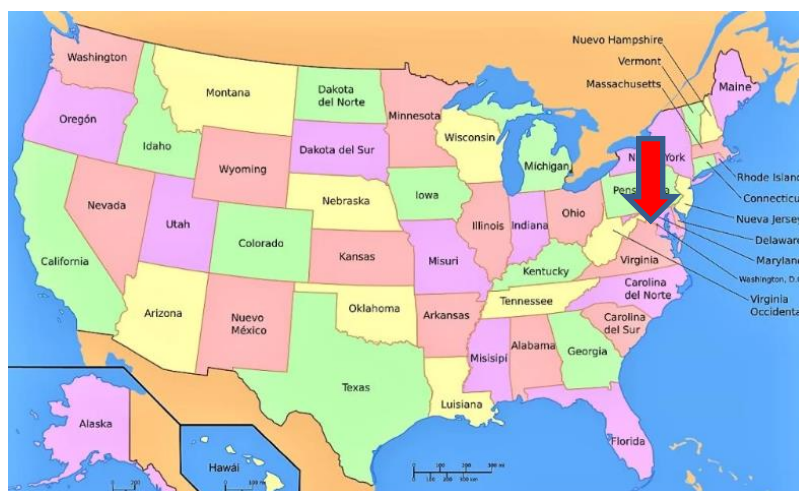 Washington
Montana
Dakota
del Norte
Minnesota
Nuevo Hampshire
Vermont
Massachusetts
Maine
Oregón
Idaho
Wyoming
Dakota del Sur
Wisconsin
Michigan
Rhode Island
Connecticu
Nueva Jersey
Delaware
Maryland
Washington, D.
Virginia
Occidenta
Nevada
Utah
Colorado
Nebraska
Iowa
Illinois
Indiana
Ohio
California
Kansas
Misuri
Kentucky
Virginia
Arizona
Nuevo
México
Oklahoma
Arkansas
Tennessee
Carolina
del Norte
Carolina
del Sur
Texas
Luisiana
Misisipí
Alabama
Georgia
Florida
Alaska
Hawái